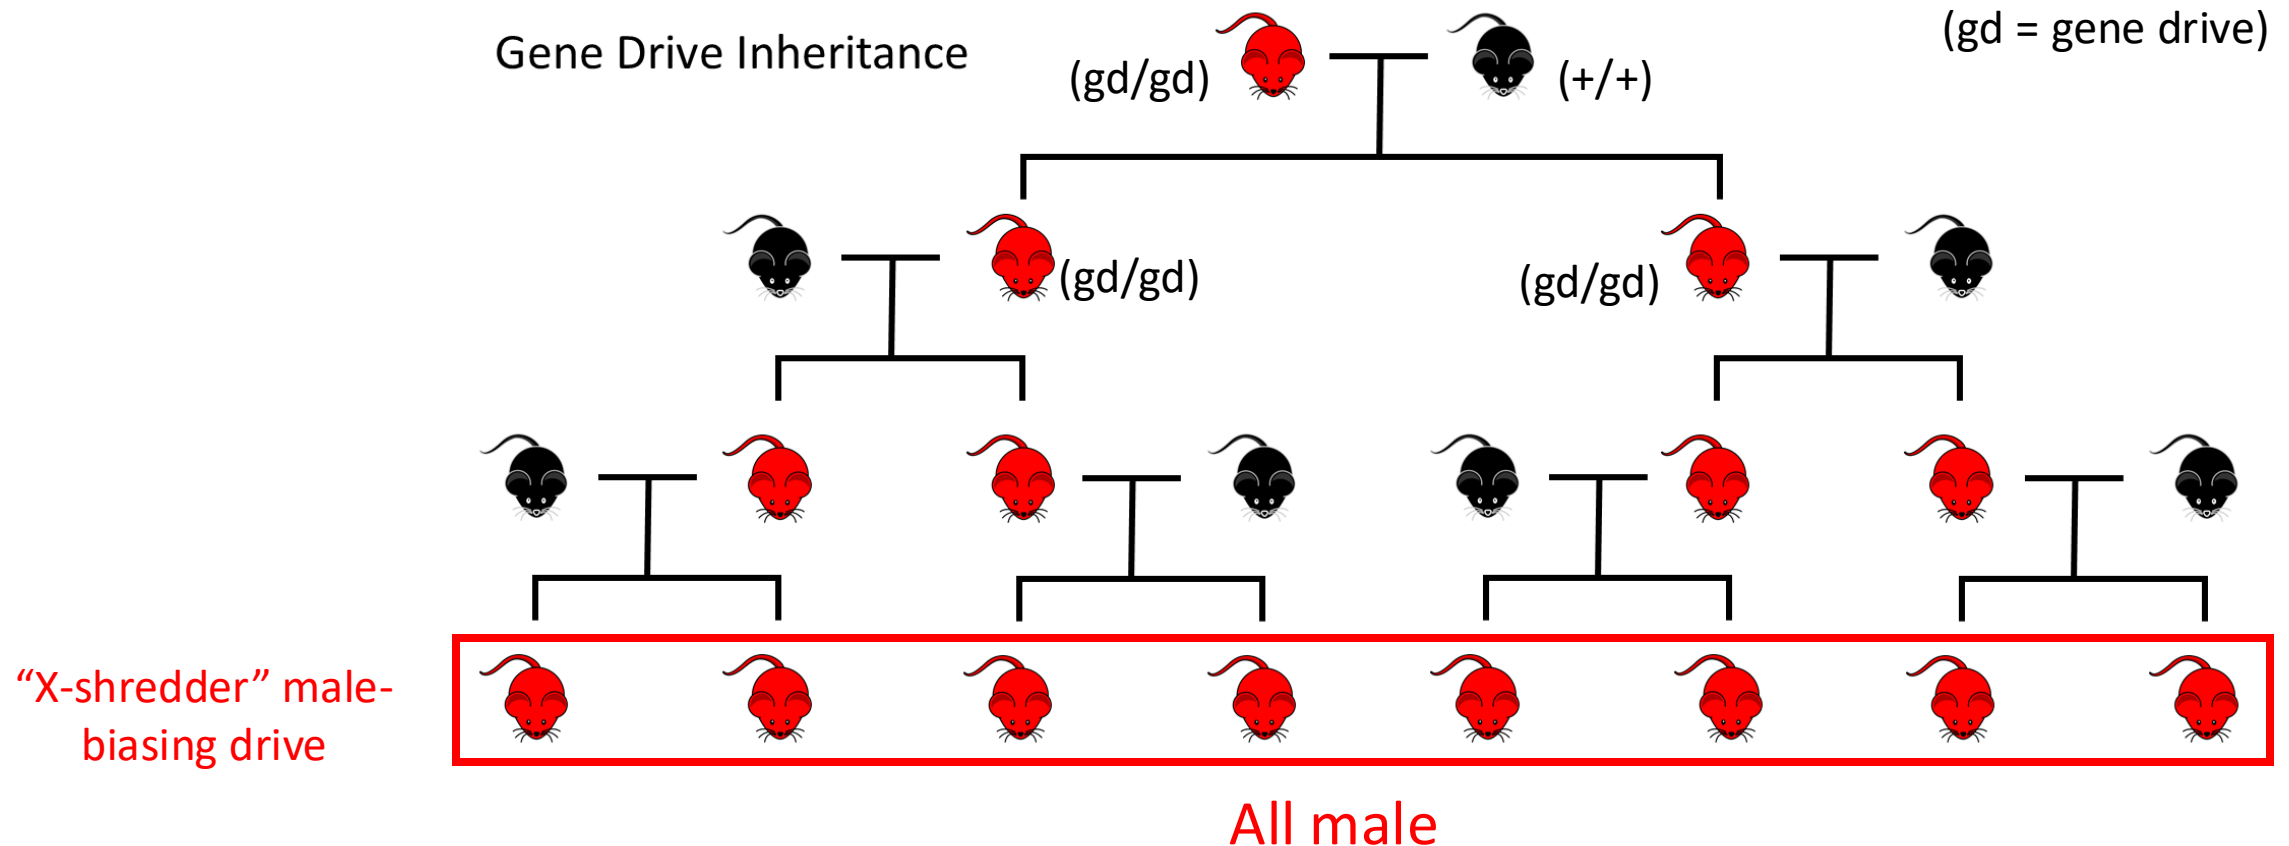 Gene Drive Inheritance
(gd = gene drive)
(gd/gd)
(+/+)
(gd/gd)
(gd/gd)
“X-shredder” male-
biasing drive
All male